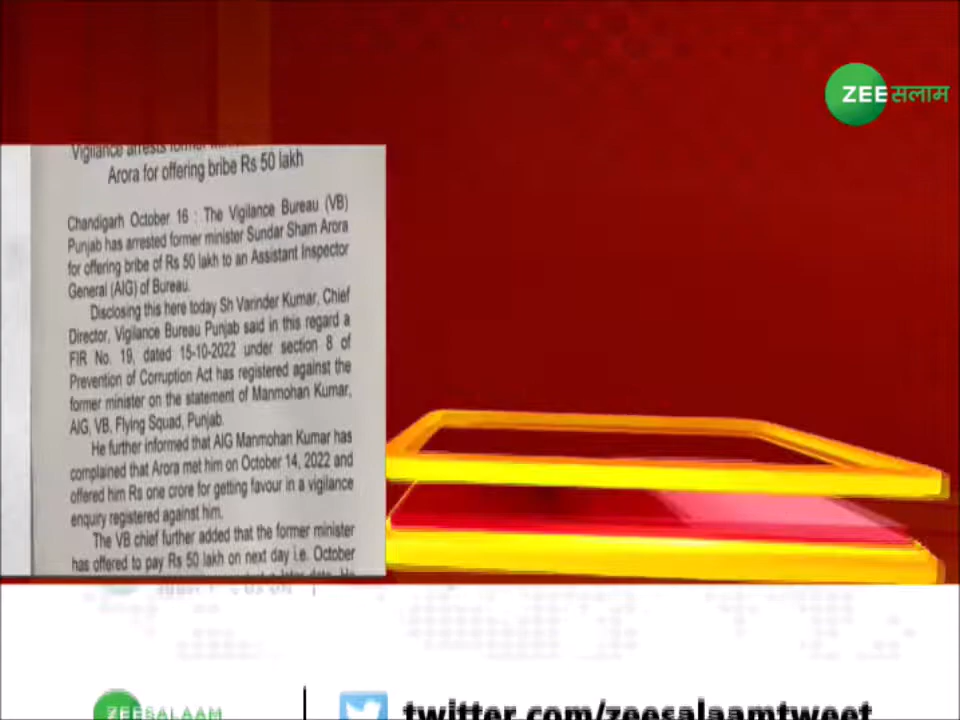 ZEE सलाम
Vigilance arrests former
Arora for offering bribe Rs 50 lakh
Chandigarh October 16 : The Vigilance Bureau (VB)
Punjab has arrested former minister Sundar Sham Arora
for offering bribe of Rs 50 lakh to an Assistant Inspector
General (AIG) of Bureau.
Disclosing this here today Sh Varinder Kumar, Chief
Director, Vigilance Bureau Punjab said in this regard a
FIR No. 19, dated 15-10-2022 under section 8 of
Prevention of Corruption Act has registered against the
former minister on the statement of Manmohan Kumar,
AIG, VB, Flying Squad, Punjab.
He further informed that AIG Manmohan Kumar has
complained that Arora met him on October 14, 2022 and
offered him Rs one crore for getting favour in a vigilance
enquiry registered against him.
The VB chief further added that the former minister
has offered to pay Rs 50 lakh on next day i.e. October
ZEE SALAAM
twitter.com/zeesalaamtweet